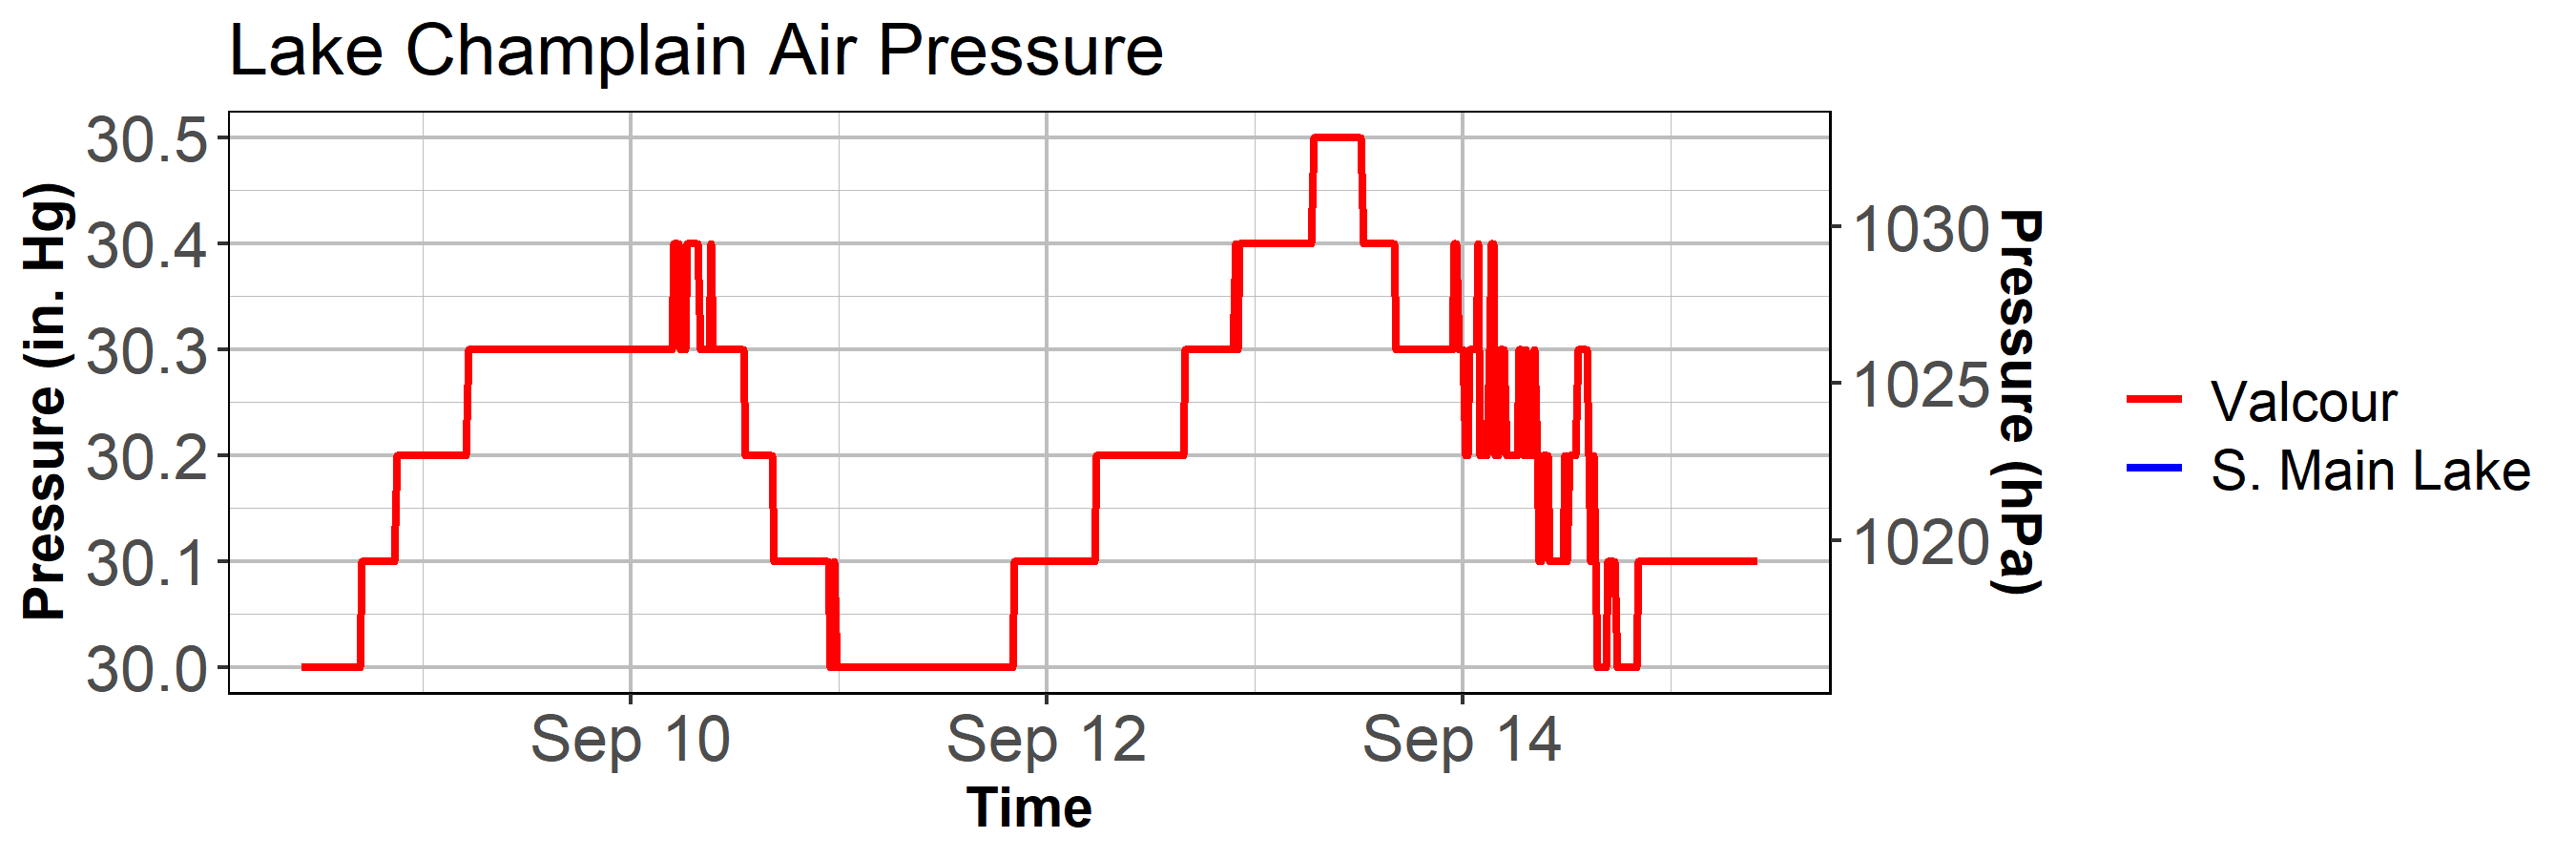 Lake Champlain Air Pressure
Pressure (in. Hg)
30.5
30.4
30.3
30.2
30.1
30.0
1030
1025
1020
Pressure (hPa)
Sep 10 Sep 12 Sep 14
Time
Valcour
S. Main Lake